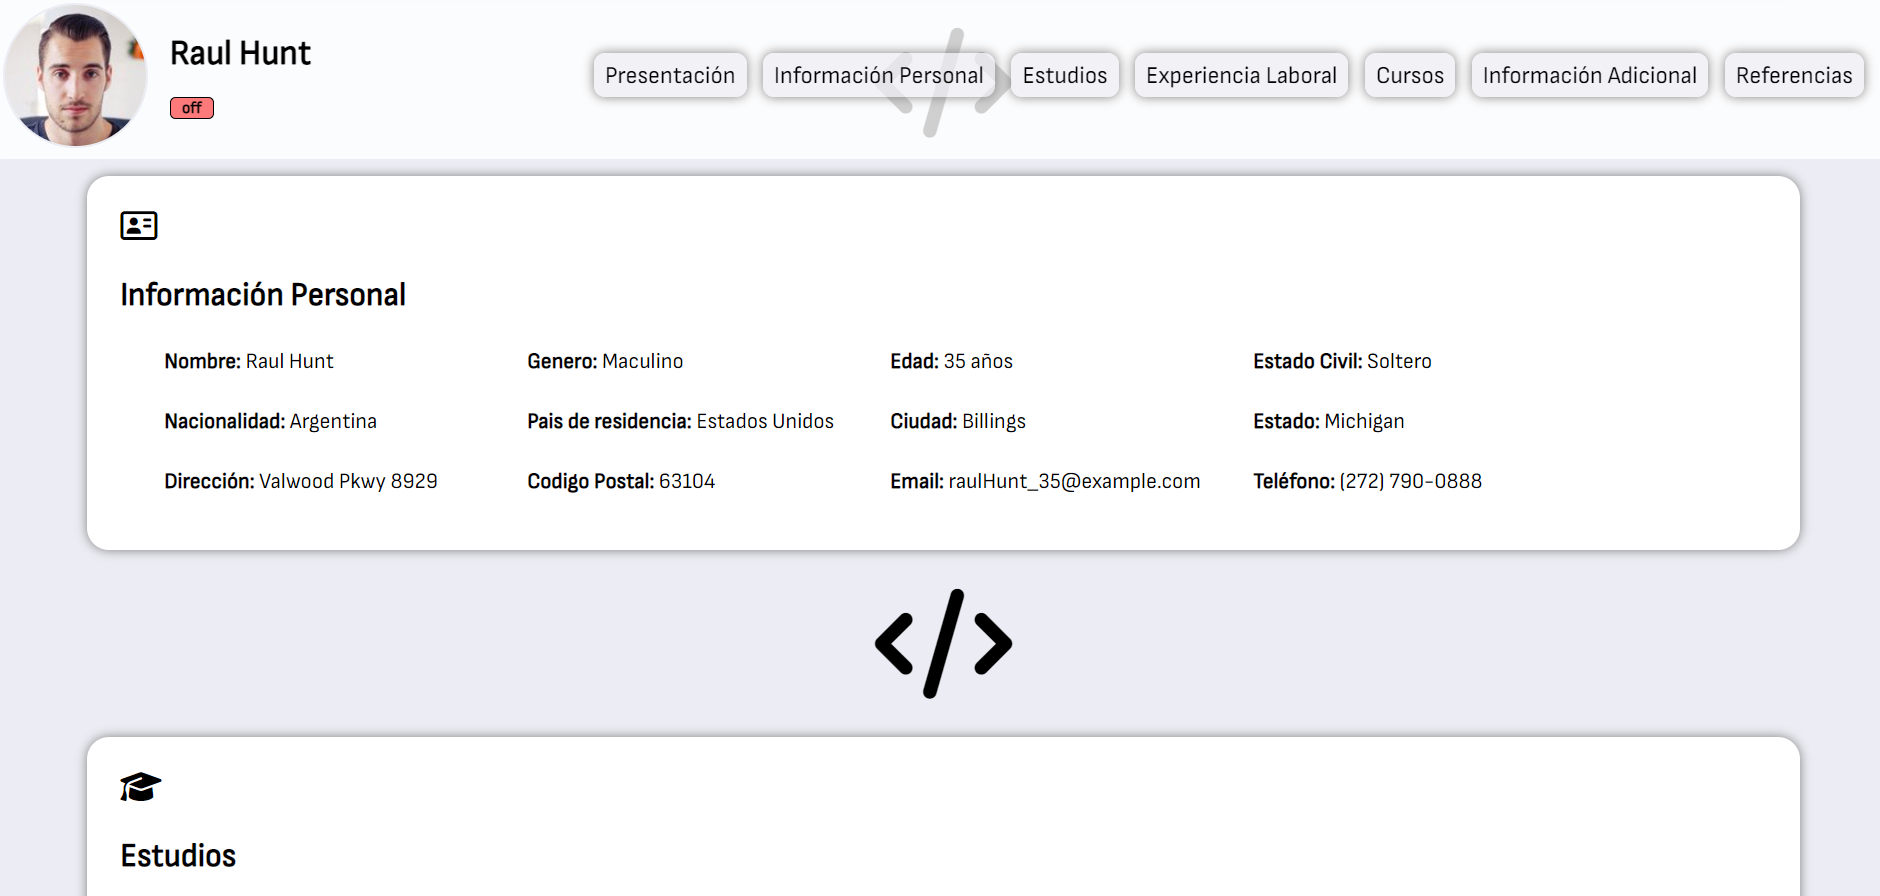 Raul Hunt
off
Presentación Información Personal Estudios Experiencia Laboral Cursos Información Adicional Referencias
Información Personal
Nombre: Raul Hunt Genero: Maculino Edad: 35 años Estado Civil: Soltero
Nacionalidad: Argentina Pais de residencia: Estados Unidos Ciudad: Billings Estado: Michigan
Dirección: Valwood Pkwy 8929 Codigo Postal: 63104 Email: raulHunt_35@example.com Teléfono: (272) 790-0888
</>
Estudios